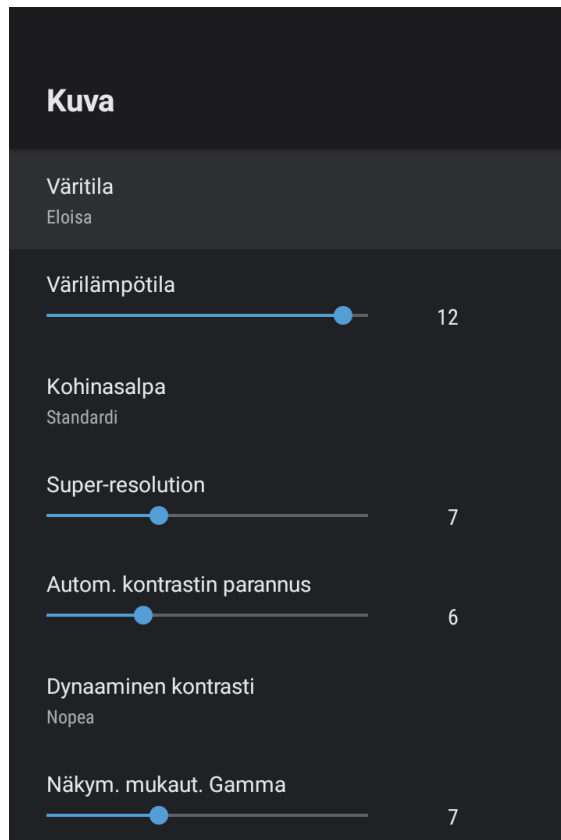 Kuva
Väritila
Eloisa
Värilämpötila
12
Kohinasalpa
Standardi
Super-resolution
7
Autom. kontrastin parannus
6
Dynaaminen kontrasti
Nopea
Näkym. mukaut. Gamma
7